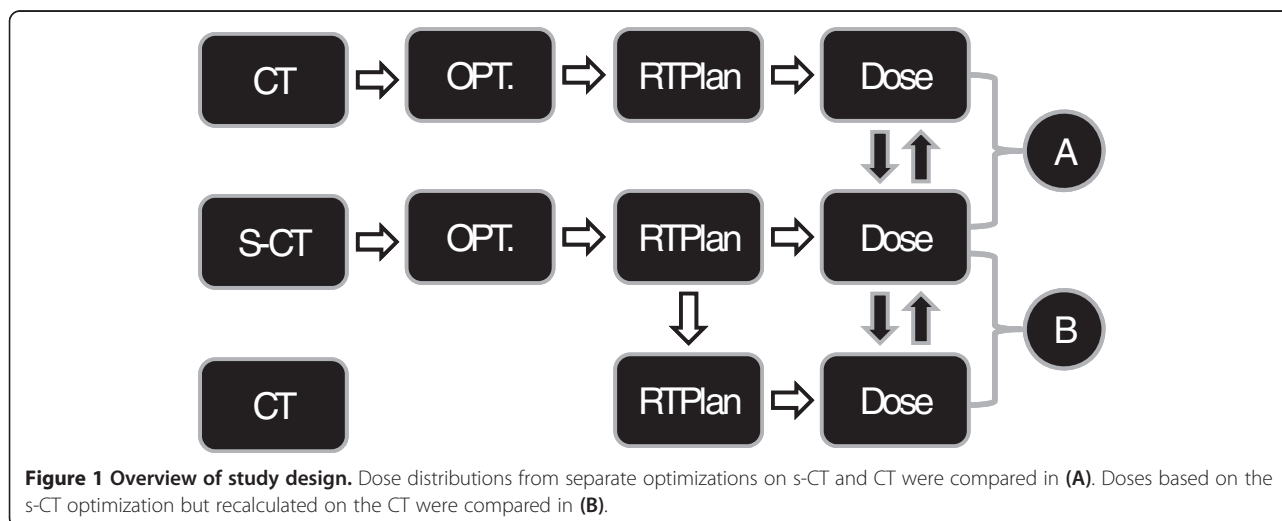 CT OPT. RTPlan Dose
A
S-CT OPT. RTPlan Dose
B
CT RTPlan Dose
Figure 1 Overview of study design. Dose distributions from separate optimizations on s-CT and CT were compared in (A). Doses based on the
s-CT optimization but recalculated on the CT were compared in (B).